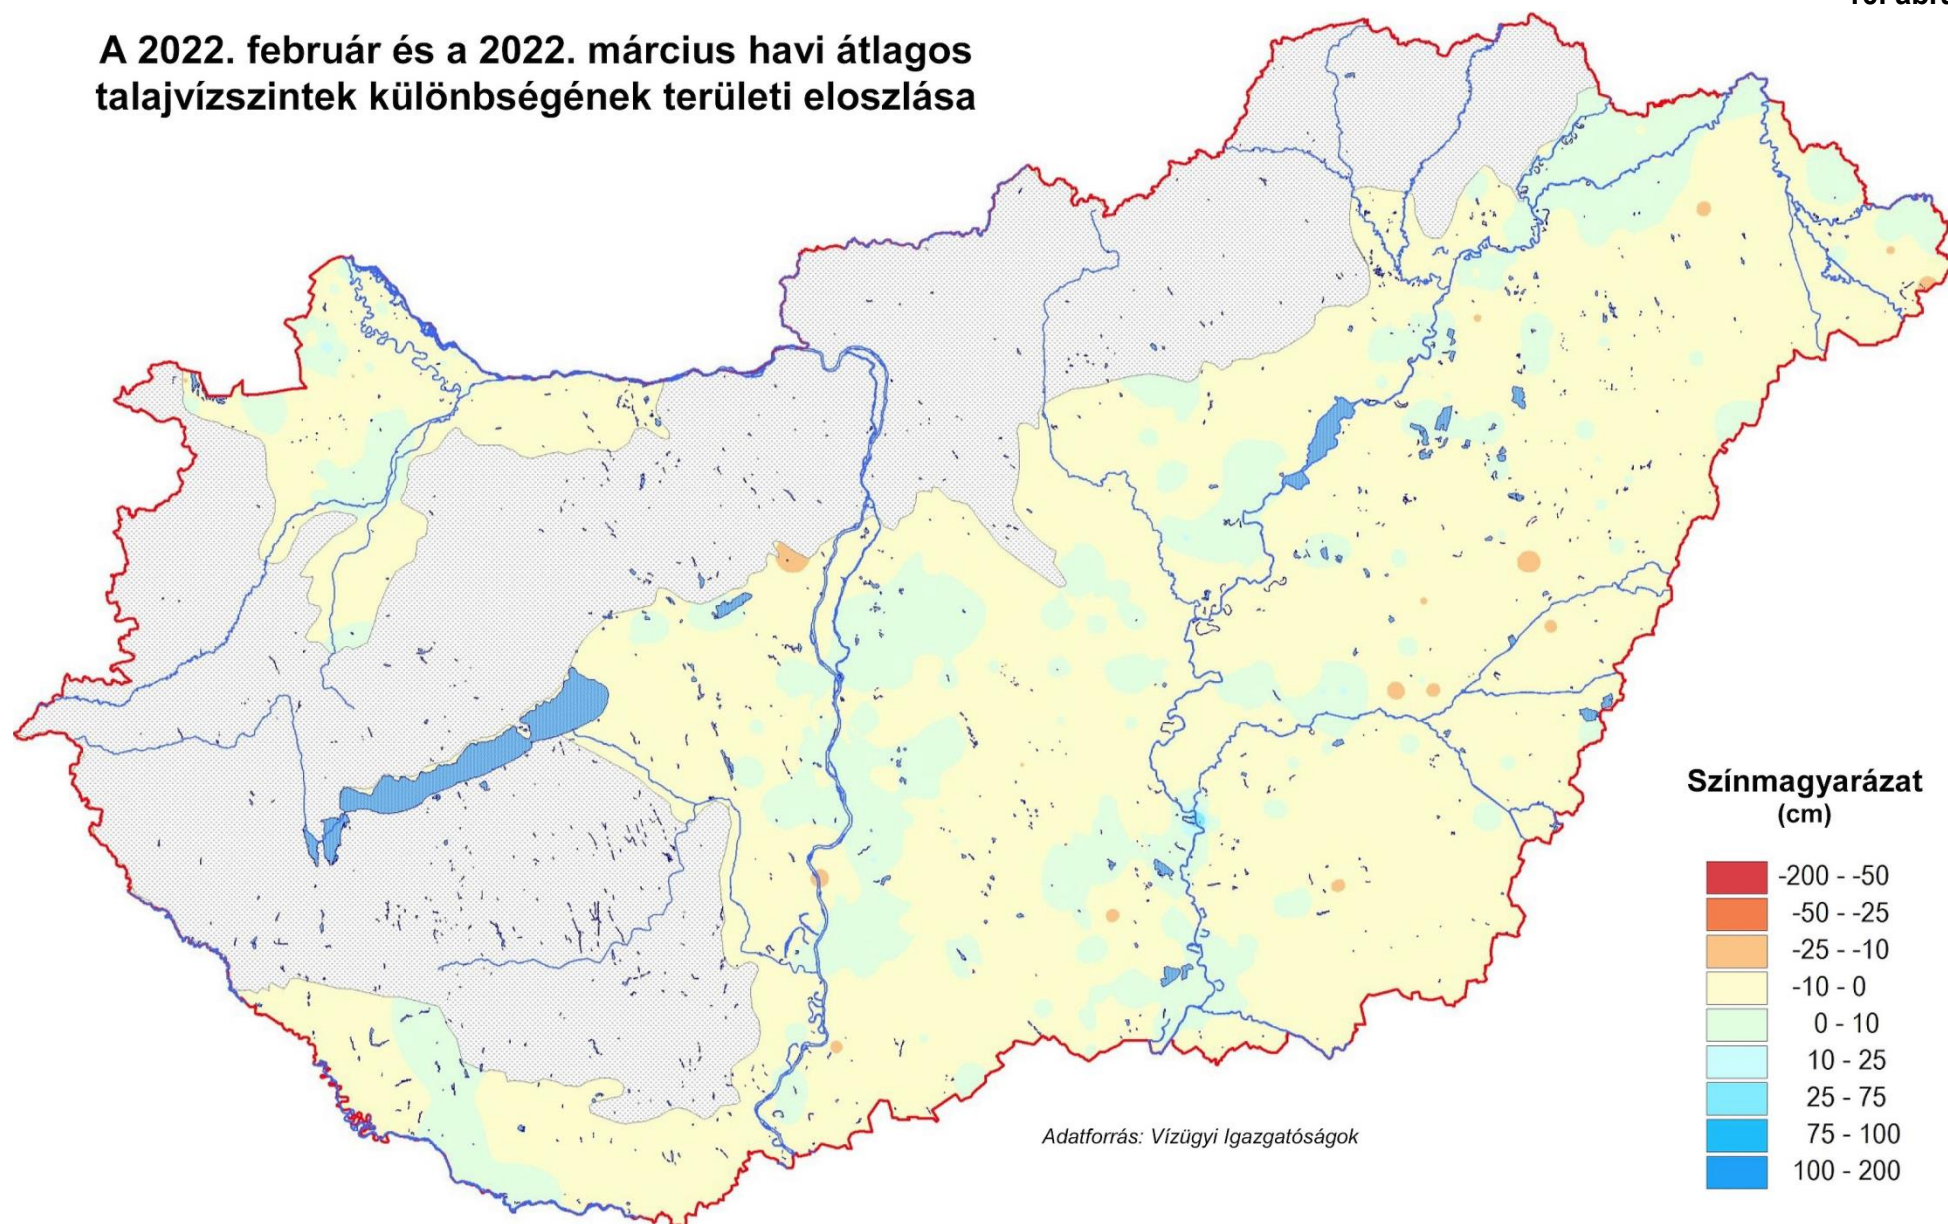 A 2022. február és a 2022. március havi átlagos
talajvízszintek különbségének területi eloszlása
Színmagyarázat
(cm)
-200 - -50
-50 - -25
-25 - -10
-10 - 0
0 - 10
10 - 25
25 - 75
75 - 100
100 - 200
Adatforrás: Vízügyi Igazgatóságok